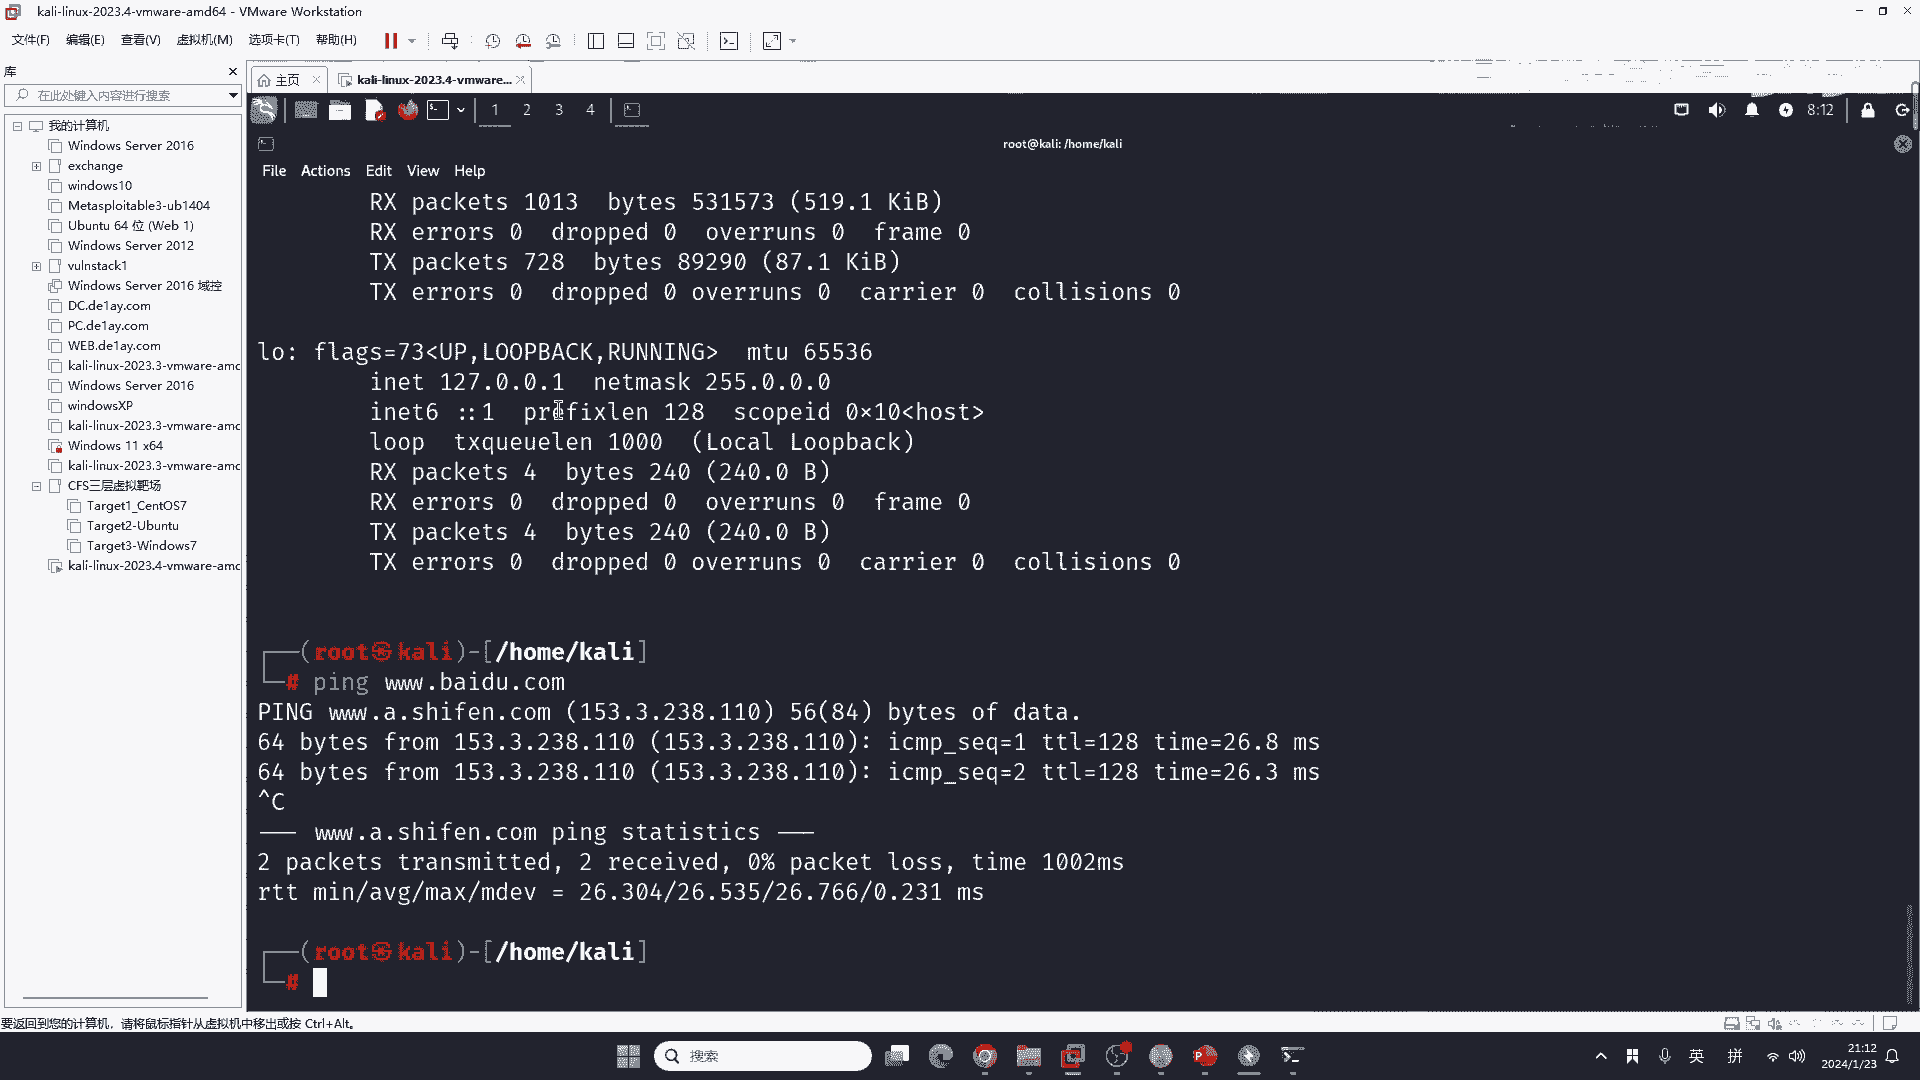 kali-linux-2023.4-vmware-amd64 - VMware Workstation
文件(F) 编辑(E) 查看(V) 虚拟机(M) 选项卡(T) 帮助(H)
库
在此处键入内容进行搜索
我的计算机
Windows Server 2016
exchange
windows10
Metasploitable3-ub1404
Ubuntu 64 位 (Web 1)
Windows Server 2012
vulnstack1
Windows Server 2016 域控
DC.de1ay.com
PC.de1ay.com
WEB.de1ay.com
kali-linux-2023.3-vmware-amd
Windows Server 2016
windowsXP
kali-linux-2023.3-vmware-amd
Windows 11 x64
kali-linux-2023.3-vmware-amd
CFS三层虚拟靶场
Target1_CentOS7
Target2-Ubuntu
Target3-Windows7
kali-linux-2023.4-vmware-amd
主页 kali-linux-2023.4-vmware...
1 2 3 4 8:12
root@kali: /home/kali
File Actions Edit View Help
RX packets 1013 bytes 531573 (519.1 KiB)
RX errors 0 dropped 0 overruns 0 frame 0
TX packets 728 bytes 89290 (87.1 KiB)
TX errors 0 dropped 0 overruns 0 carrier 0 collisions 0
lo: flags=73<UP,LOOPBACK,RUNNING> mtu 65536
inet 127.0.0.1 netmask 255.0.0.0
inet6 ::1 prefixlen 128 scopeid 0×10<host>
loop txqueuelen 1000 (Local Loopback)
RX packets 4 bytes 240 (240.0 B)
RX errors 0 dropped 0 overruns 0 frame 0
TX packets 4 bytes 240 (240.0 B)
TX errors 0 dropped 0 overruns 0 carrier 0 collisions 0
┌──(root㉿kali)-[/home/kali]
└─# ping www.baidu.com
PING www.a.shifen.com (153.3.238.110) 56(84) bytes of data.
64 bytes from 153.3.238.110 (153.3.238.110): icmp_seq=1 ttl=128 time=26.8 ms
64 bytes from 153.3.238.110 (153.3.238.110): icmp_seq=2 ttl=128 time=26.3 ms
^C
--- www.a.shifen.com ping statistics ---
2 packets transmitted, 2 received, 0% packet loss, time 1002ms
rtt min/avg/max/mdev = 26.304/26.535/26.766/0.231 ms
┌──(root㉿kali)-[/home/kali]
└─#
要返回到您的计算机，请将鼠标指针从虚拟机中移出或按 Ctrl+Alt。
搜索
英 拼
21:12
2024/1/23